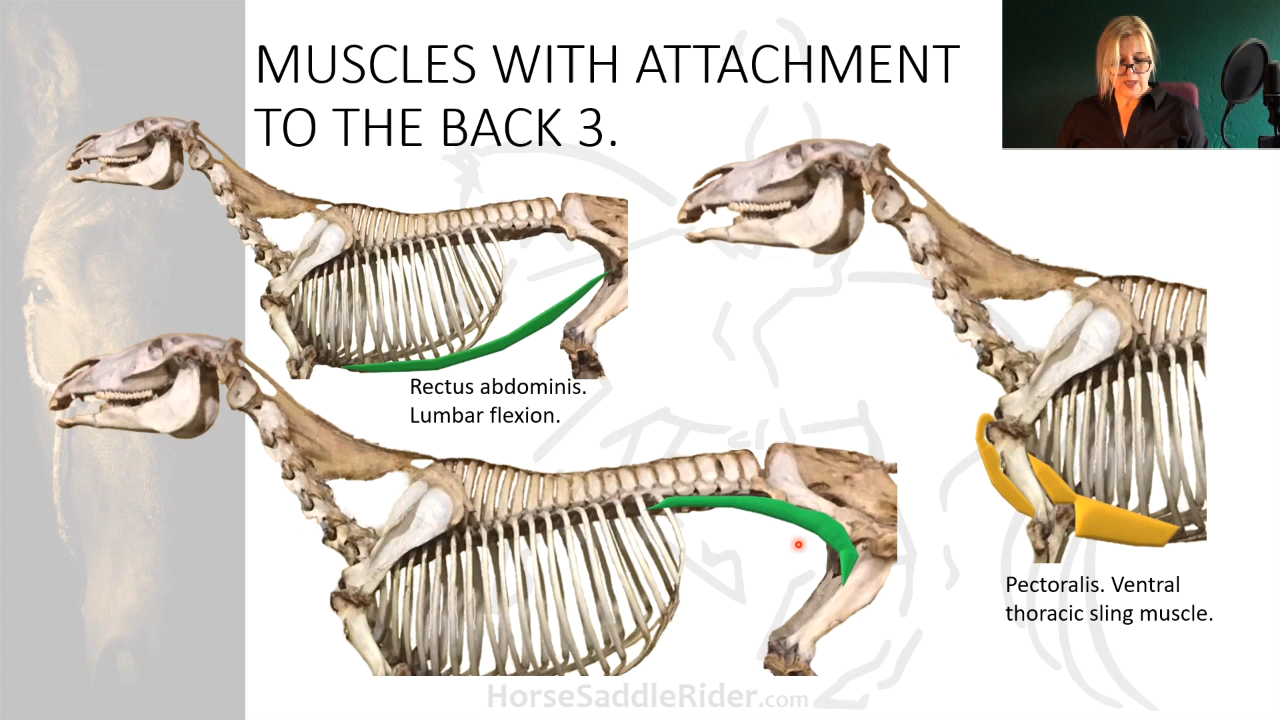 MUSCLES WITH ATTACHMENT
TO THE BACK 3.
Rectus abdominis.
Lumbar flexion.
Pectoralis. Ventral
thoracic sling muscle.
HorseSaddleRider.com